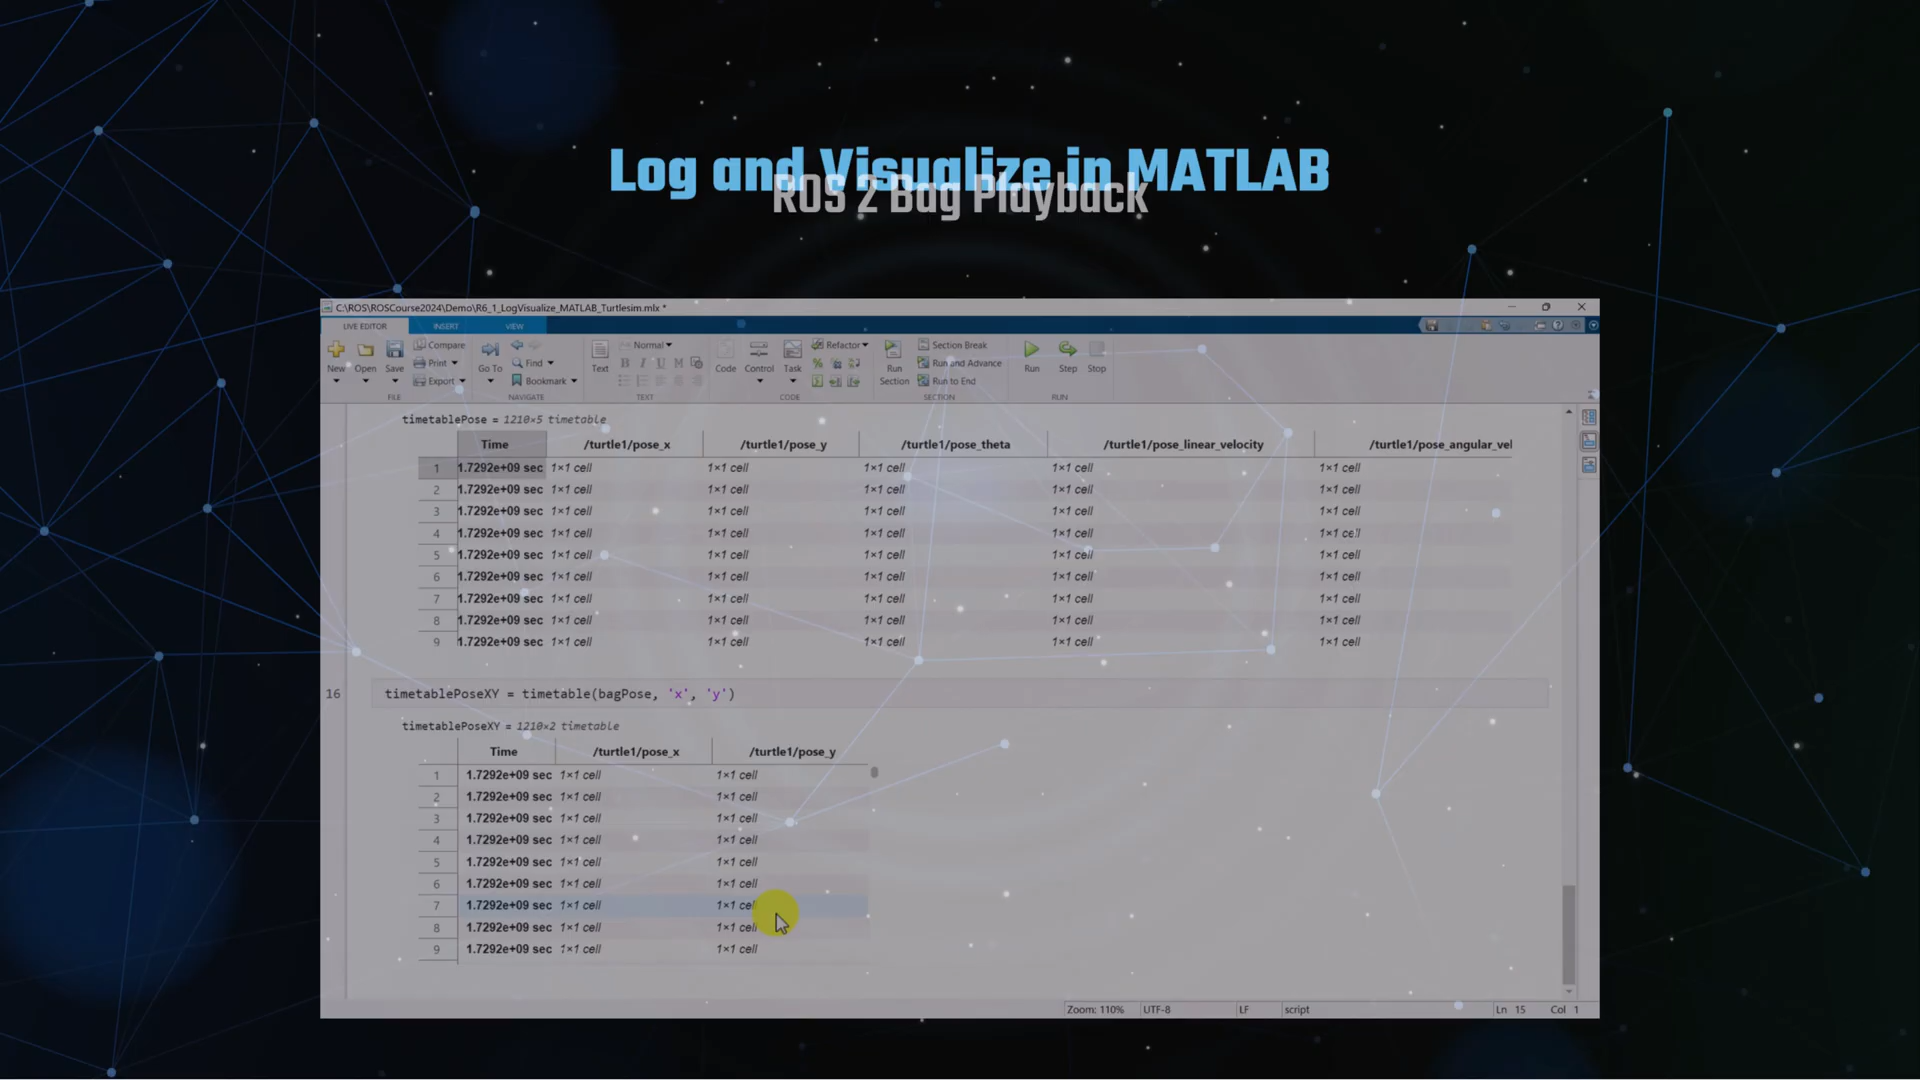 Log and Visualize in MATLAB
ROS 2 Bag Playback
C:\ROS\ROSCourse2024\Demo\R6_1_LogVisualize_MATLAB_Turtlesim.mlx *
LIVE EDITOR INSERT VIEW
New Open Save Compare Print Export Go To Find Bookmark Text Normal B I U M Code Control Task Refactor Run Section Section Break Run and Advance Run to End Run Step Stop
FILE NAVIGATE TEXT CODE SECTION RUN
timetablePose = 1210×5 timetable
Time /turtle1/pose_x /turtle1/pose_y /turtle1/pose_theta /turtle1/pose_linear_velocity /turtle1/pose_angular_vel
1 1.7292e+09 sec 1×1 cell 1×1 cell 1×1 cell 1×1 cell 1×1 cell
2 1.7292e+09 sec 1×1 cell 1×1 cell 1×1 cell 1×1 cell 1×1 cell
3 1.7292e+09 sec 1×1 cell 1×1 cell 1×1 cell 1×1 cell 1×1 cell
4 1.7292e+09 sec 1×1 cell 1×1 cell 1×1 cell 1×1 cell 1×1 cell
5 1.7292e+09 sec 1×1 cell 1×1 cell 1×1 cell 1×1 cell 1×1 cell
6 1.7292e+09 sec 1×1 cell 1×1 cell 1×1 cell 1×1 cell 1×1 cell
7 1.7292e+09 sec 1×1 cell 1×1 cell 1×1 cell 1×1 cell 1×1 cell
8 1.7292e+09 sec 1×1 cell 1×1 cell 1×1 cell 1×1 cell 1×1 cell
9 1.7292e+09 sec 1×1 cell 1×1 cell 1×1 cell 1×1 cell 1×1 cell
16 timetablePoseXY = timetable(bagPose, 'x', 'y')
timetablePoseXY = 1210×2 timetable
Time /turtle1/pose_x /turtle1/pose_y
1 1.7292e+09 sec 1×1 cell 1×1 cell
2 1.7292e+09 sec 1×1 cell 1×1 cell
3 1.7292e+09 sec 1×1 cell 1×1 cell
4 1.7292e+09 sec 1×1 cell 1×1 cell
5 1.7292e+09 sec 1×1 cell 1×1 cell
6 1.7292e+09 sec 1×1 cell 1×1 cell
7 1.7292e+09 sec 1×1 cell 1×1 cell
8 1.7292e+09 sec 1×1 cell 1×1 cell
9 1.7292e+09 sec 1×1 cell 1×1 cell
Zoom: 110% UTF-8 LF script Ln 15 Col 1